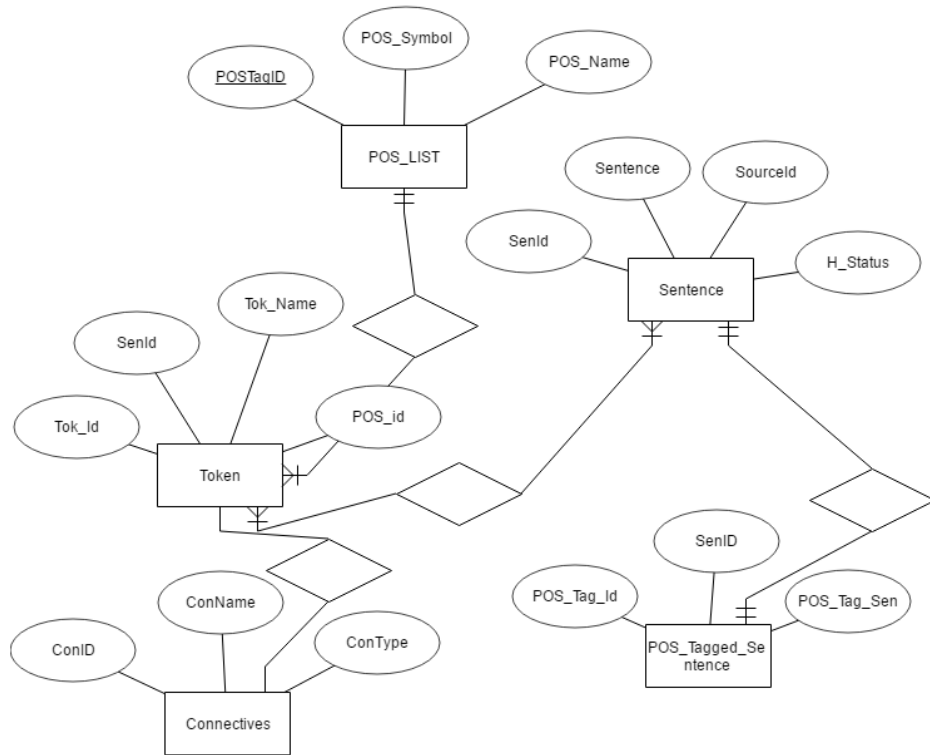 POS_Symbol
POSTagID
POS_Name
POS_LIST
Sentence
SourceId
SenId
H_Status
Sentence
Tok_Name
SenId
Tok_Id
POS_id
Token
SenID
ConName
POS_Tag_Id
POS_Tag_Sen
ConID
ConType
POS_Tagged_Se
ntence
Connectives